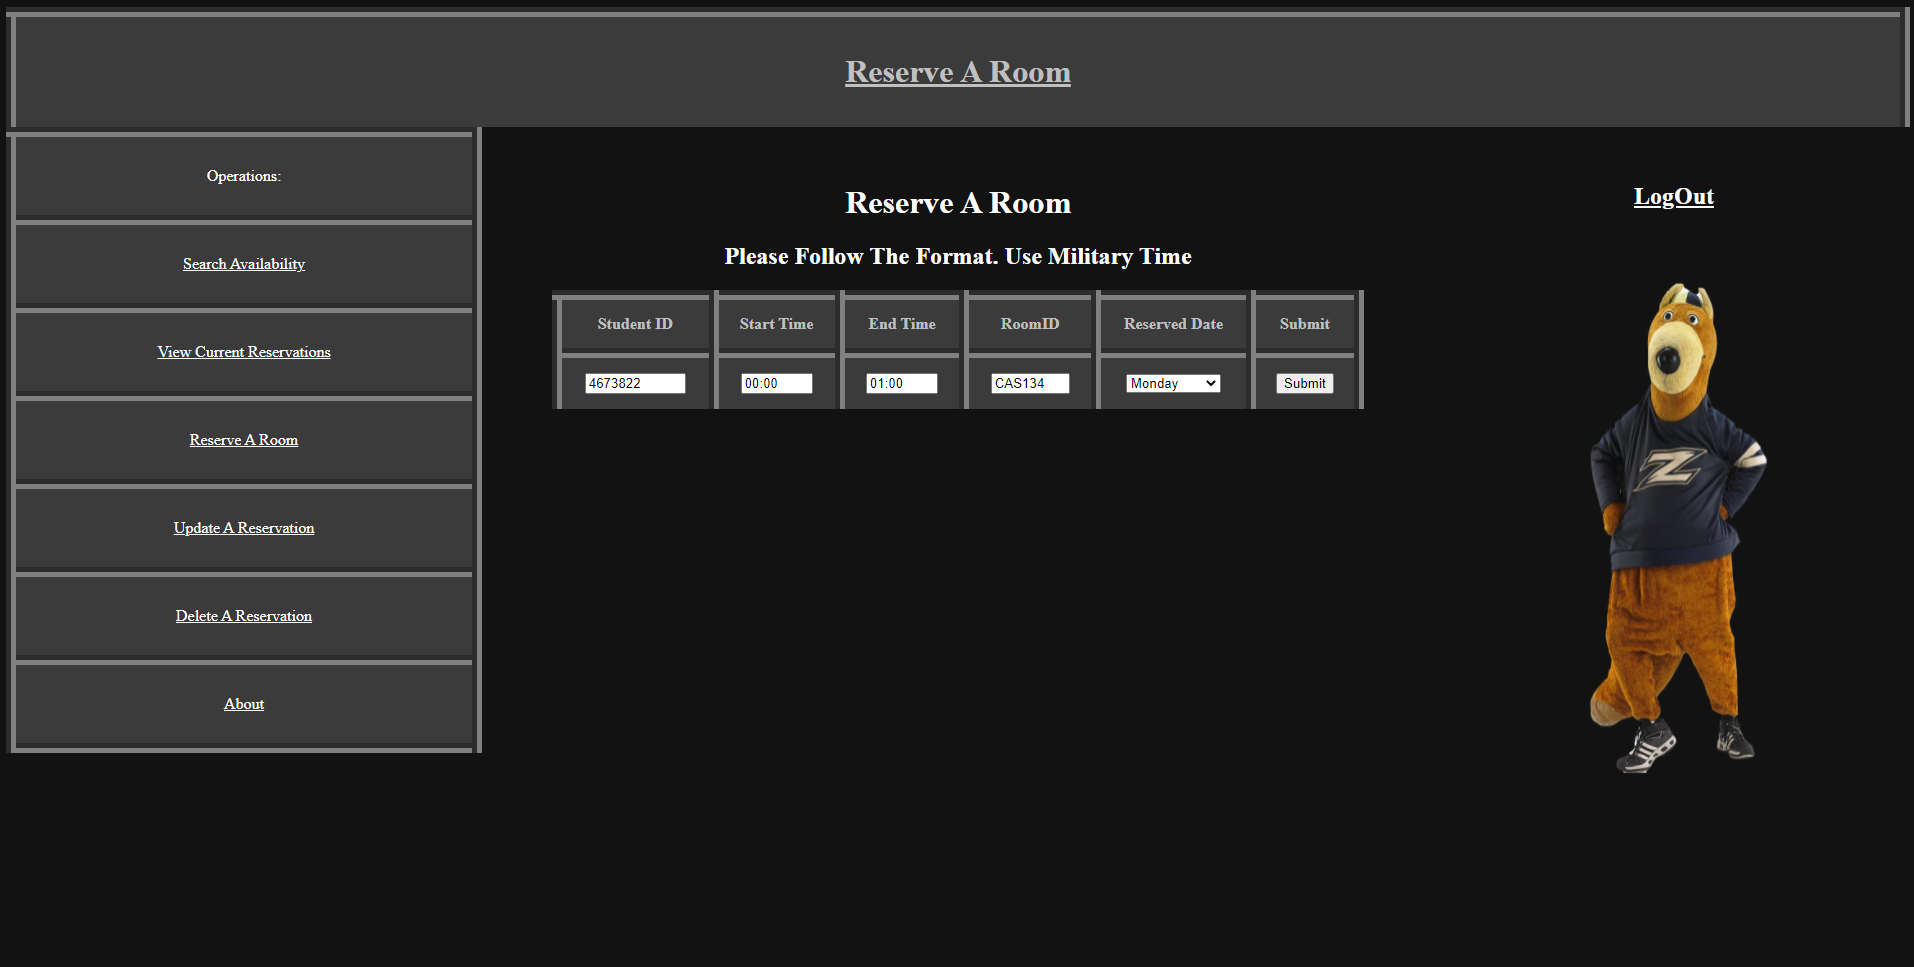 Reserve A Room
Operations:
Search Availability
View Current Reservations
Reserve A Room
Update A Reservation
Delete A Reservation
About
Reserve A Room
Please Follow The Format. Use Military Time
Student ID Start Time End Time RoomID Reserved Date Submit
4673822 00:00 01:00 CAS134 Monday Submit
LogOut
Z